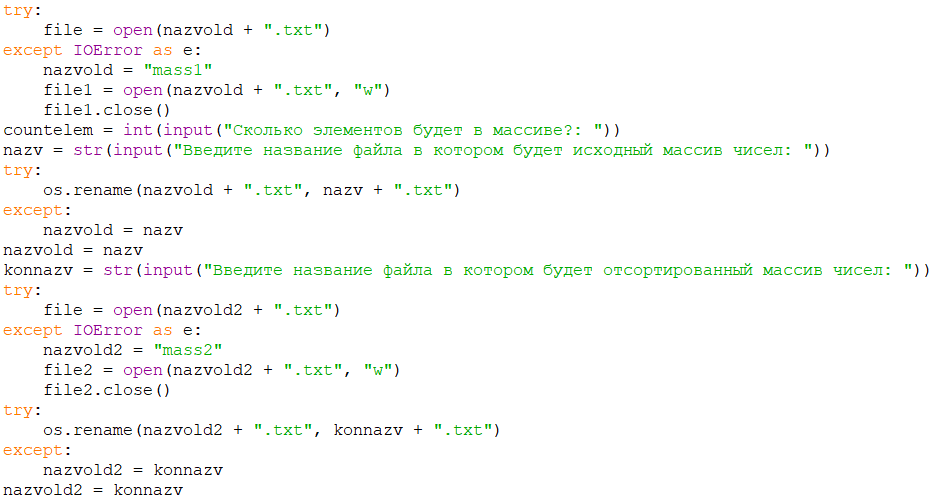 try:
    file = open(nazvold + ".txt")
except IOError as e:
    nazvold = "mass1"
    file1 = open(nazvold + ".txt", "w")
    file1.close()
countelem = int(input("Сколько элементов будет в массиве?: "))
nazv = str(input("Введите название файла в котором будет исходный массив чисел: "))
try:
    os.rename(nazvold + ".txt", nazv + ".txt")
except:
    nazvold = nazv
nazvold = nazv
konnazv = str(input("Введите название файла в котором будет отсортированный массив чисел: "))
try:
    file = open(nazvold2 + ".txt")
except IOError as e:
    nazvold2 = "mass2"
    file2 = open(nazvold2 + ".txt", "w")
    file2.close()
try:
    os.rename(nazvold2 + ".txt", konnazv + ".txt")
except:
    nazvold2 = konnazv
nazvold2 = konnazv